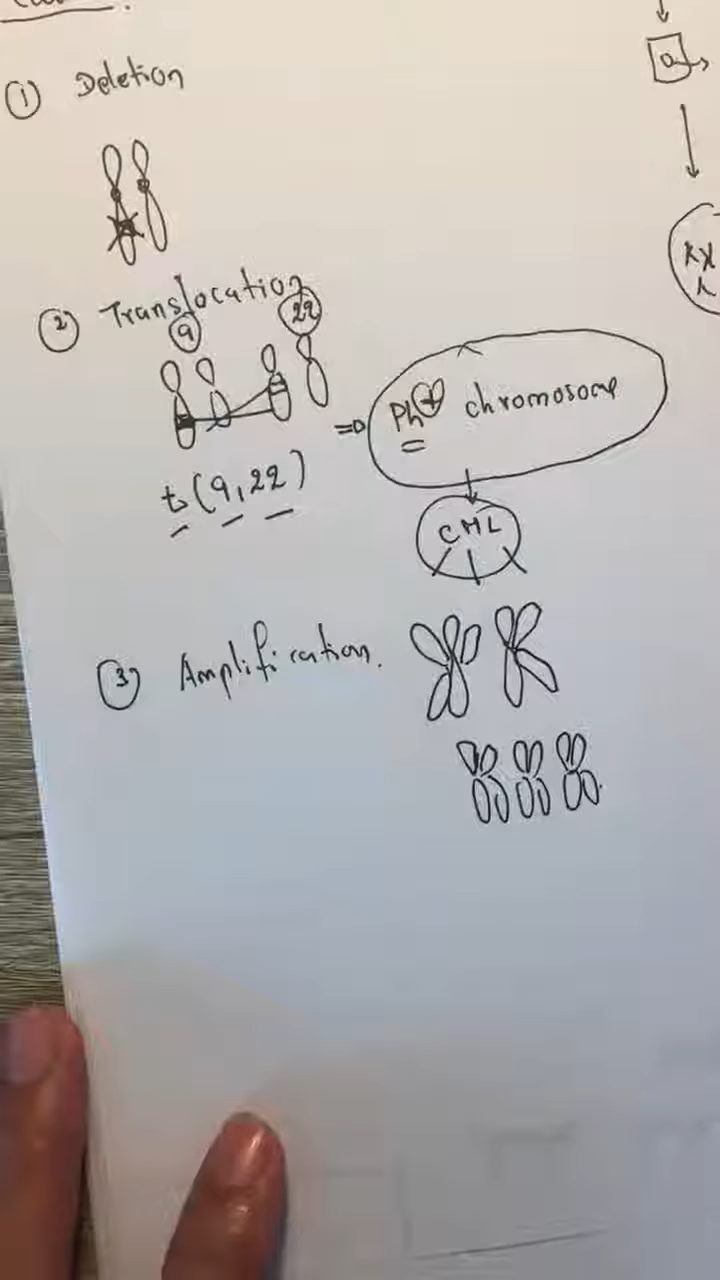 ① Deletion
② Translocation
9 22
t(9,22)
⇒ Ph⊕ chromosome
CML
③ Amplification.